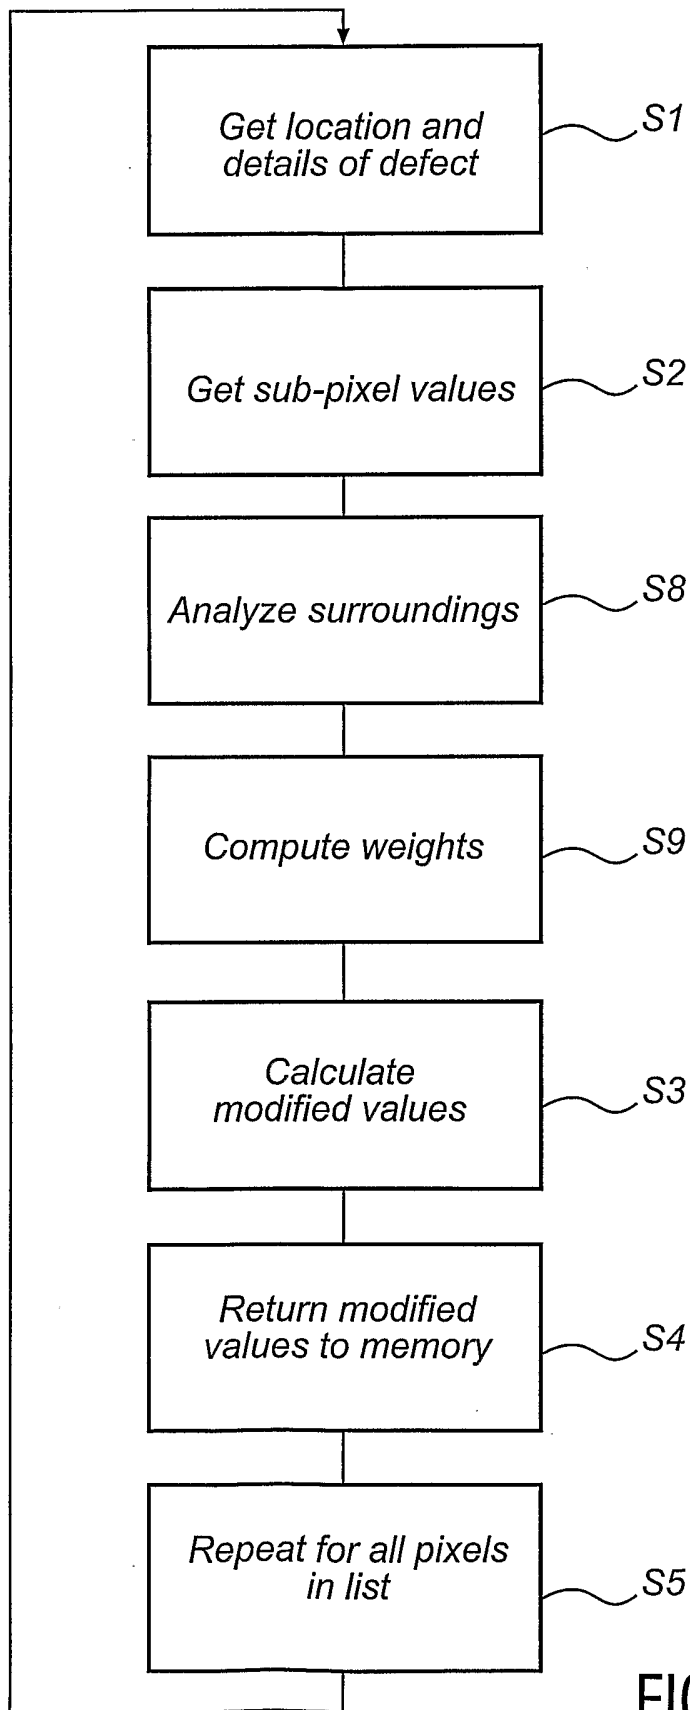 Get location and
details of defect
S1
Get sub-pixel values
S2
Analyze surroundings
S8
Compute weights
S9
Calculate
modified values
S3
Return modified
values to memory
S4
Repeat for all pixels
in list
S5